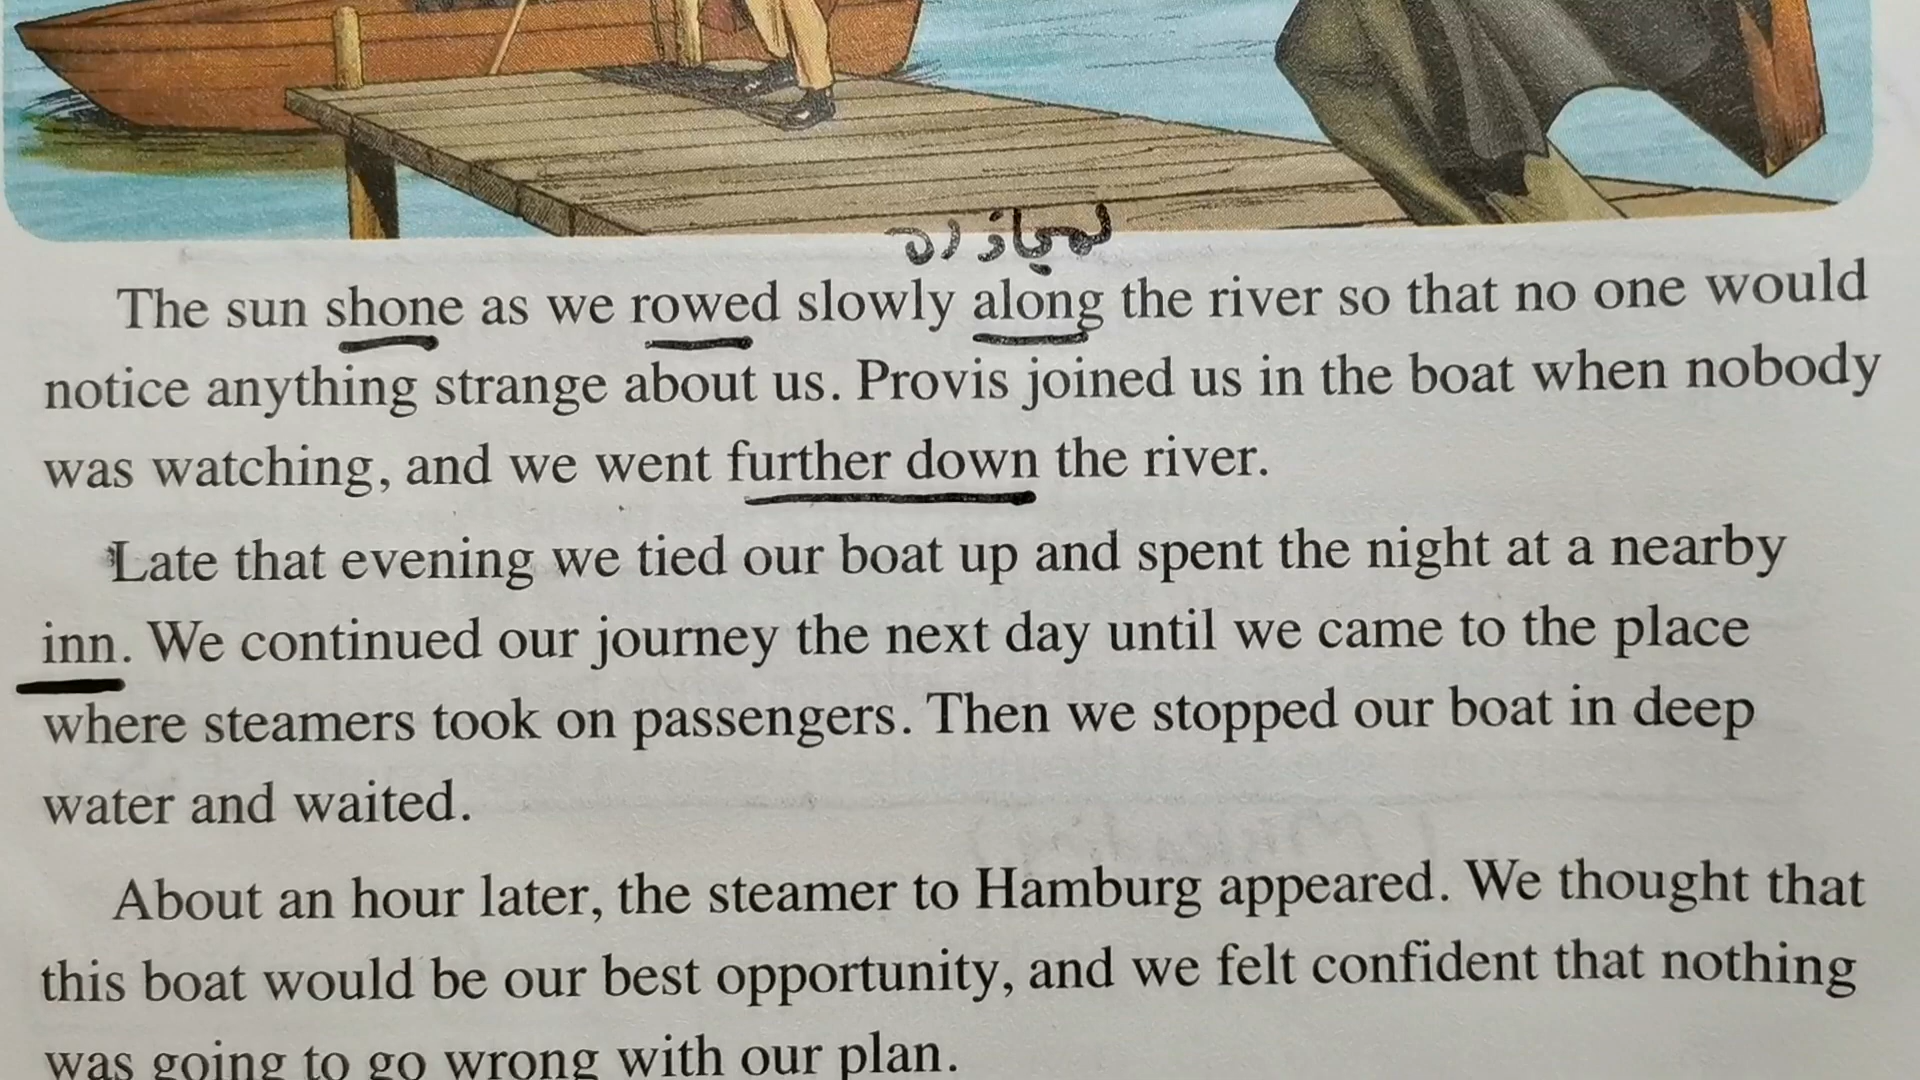 بمحاذاة
The sun shone as we rowed slowly along the river so that no one would
notice anything strange about us. Provis joined us in the boat when nobody
was watching, and we went further down the river.
Late that evening we tied our boat up and spent the night at a nearby
inn. We continued our journey the next day until we came to the place
where steamers took on passengers. Then we stopped our boat in deep
water and waited.
About an hour later, the steamer to Hamburg appeared. We thought that
this boat would be our best opportunity, and we felt confident that nothing
was going to go wrong with our plan.